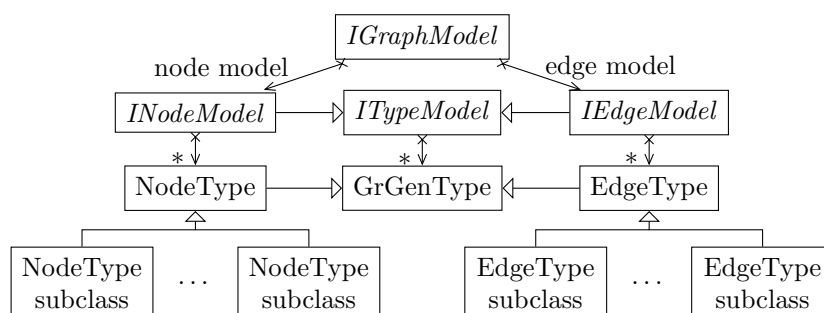 IGraphModel
node model edge model
INodeModel ITypeModel IEdgeModel
* * *
NodeType GrGenType EdgeType
NodeType ... NodeType EdgeType ... EdgeType
subclass subclass subclass subclass